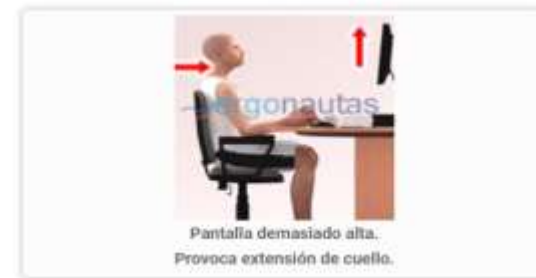 ergonautas
Pantalla demasiado alta.
Provoca extensión de cuello.